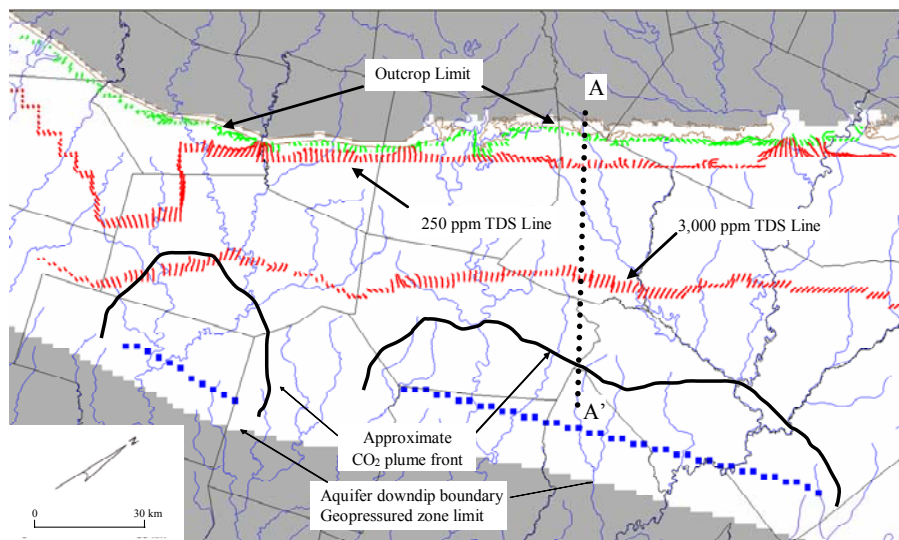 Outcrop Limit
A
250 ppm TDS Line
3,000 ppm TDS Line
A'
Approximate
CO₂ plume front
Aquifer downdip boundary
Geopressured zone limit
0 30 km